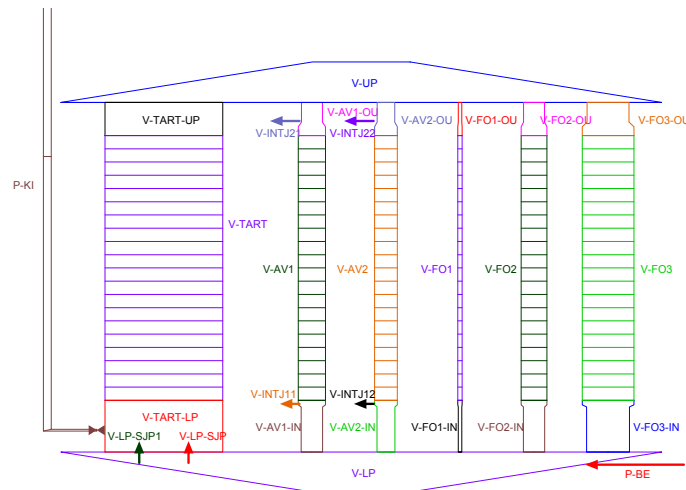 V-UP
V-AV1-OU
V-TART-UP
V-AV2-OU
V-FO1-OU
V-FO2-OU
V-FO3-OU
V-INTJ21
V-INTJ22
P-KI
V-TART
V-AV1
V-AV2
V-FO1
V-FO2
V-FO3
V-INTJ11
V-INTJ12
V-TART-LP
V-AV1-IN
V-AV2-IN
V-FO1-IN
V-FO2-IN
V-FO3-IN
V-LP-SJP1
V-LP-SJP
V-LP
P-BE